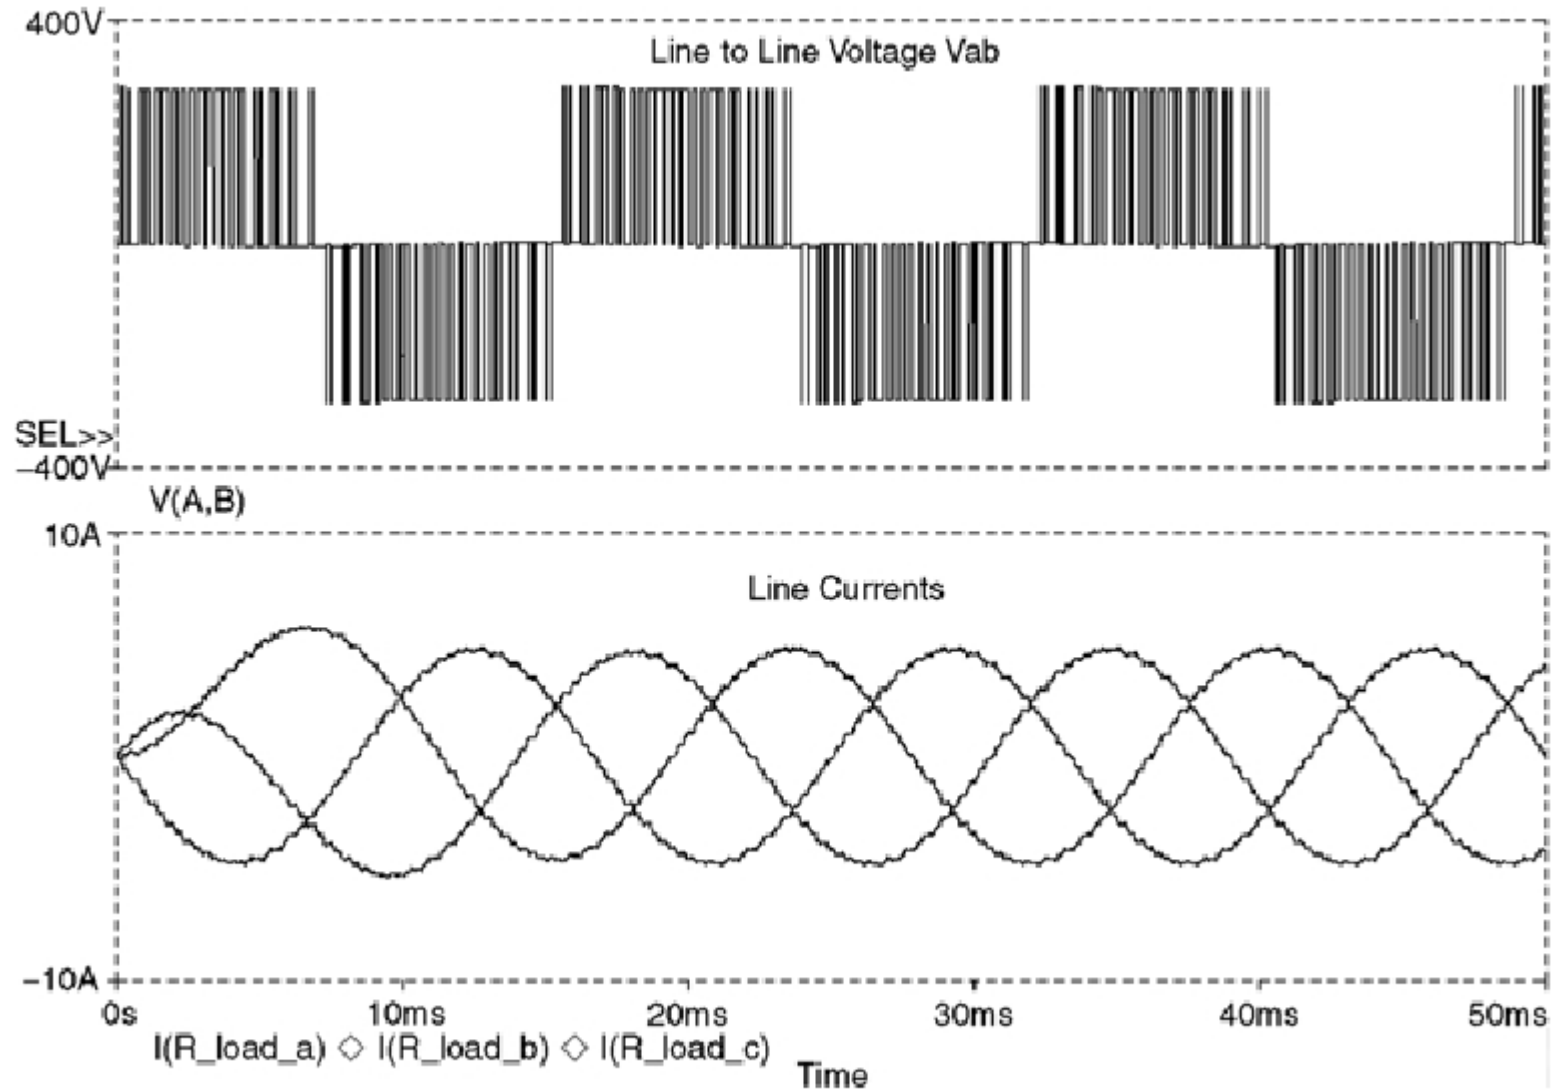 400V
Line to Line Voltage Vab
SEL>>
-400V
V(A,B)
10A
Line Currents
-10A
0s 10ms 20ms 30ms 40ms 50ms
I(R_load_a) ◇ I(R_load_b) ◇ I(R_load_c)
Time